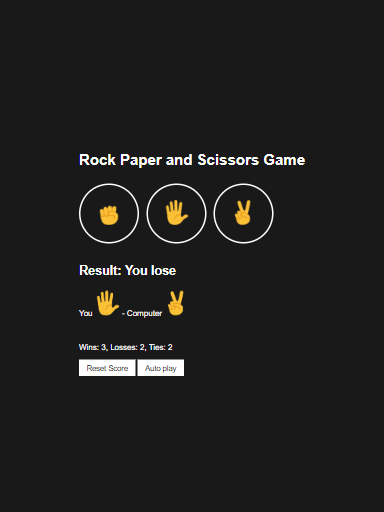 Rock Paper and Scissors Game
Result: You lose
You - Computer
Wins: 3, Losses: 2, Ties: 2
Reset Score Auto play